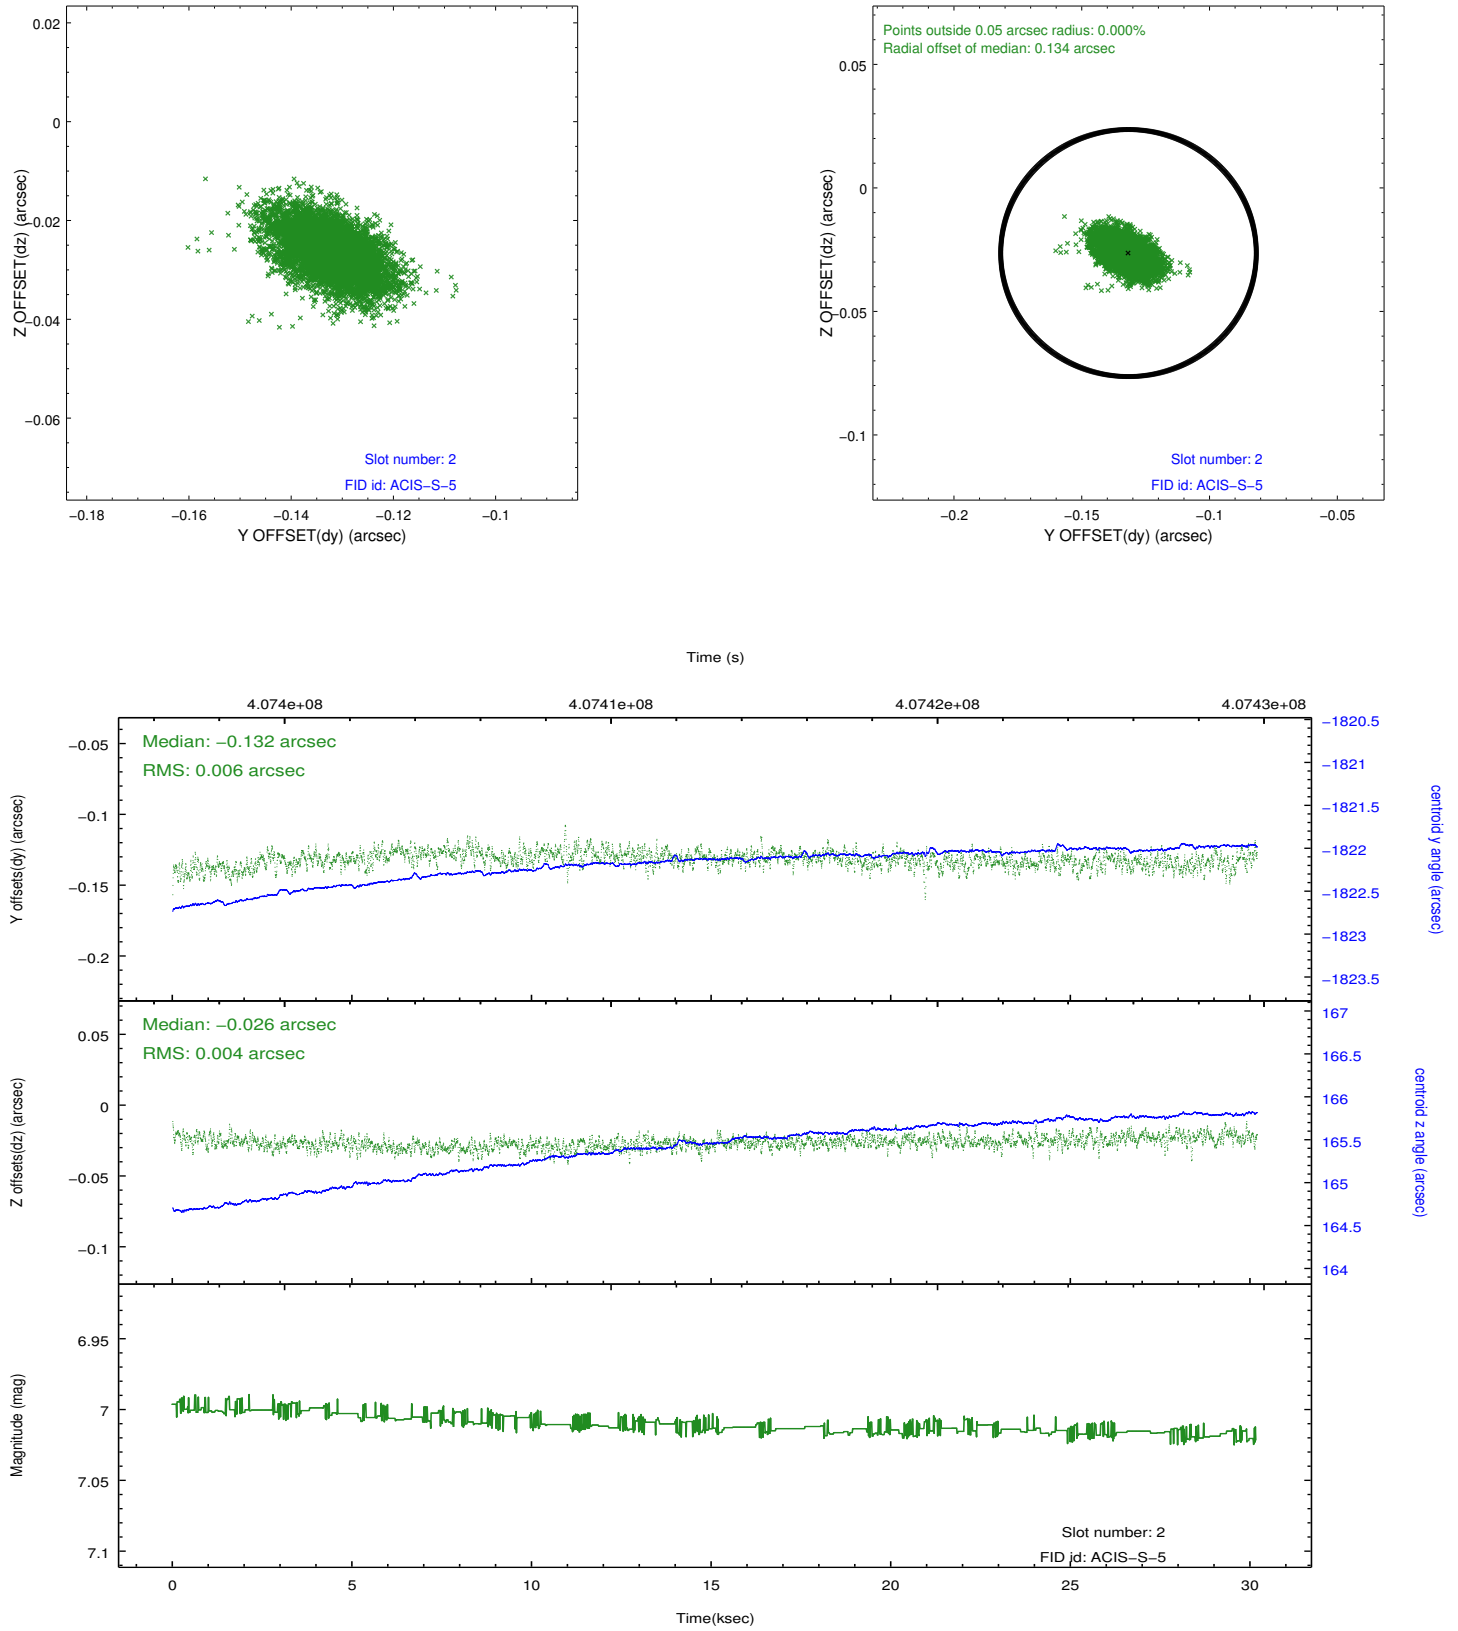 0.02
0
−0.02
−0.04
−0.06
Z OFFSET(dz) (arcsec)
Slot number: 2
FID id: ACIS−S−5
−0.18 −0.16 −0.14 −0.12 −0.1
Y OFFSET(dy) (arcsec)
Points outside 0.05 arcsec radius: 0.000%
Radial offset of median: 0.134 arcsec
0.05
0
−0.05
−0.1
Z OFFSET(dz) (arcsec)
Slot number: 2
FID id: ACIS−S−5
−0.2 −0.15 −0.1 −0.05
Y OFFSET(dy) (arcsec)
Time (s)
4.074e+08 4.0741e+08 4.0742e+08 4.0743e+08
Median: −0.132 arcsec
RMS: 0.006 arcsec
−0.05
−0.1
−0.15
−0.2
Y offsets(dy) (arcsec)
−1820.5
−1821
−1821.5
−1822
−1822.5
−1823
−1823.5
centroid y angle (arcsec)
Median: −0.026 arcsec
RMS: 0.004 arcsec
0.05
0
−0.05
−0.1
Z offsets(dz) (arcsec)
167
166.5
166
165.5
165
164.5
164
centroid z angle (arcsec)
6.95
7
7.05
7.1
Magnitude (mag)
Slot number: 2
FID id: ACIS−S−5
0 5 10 15 20 25 30
Time(ksec)